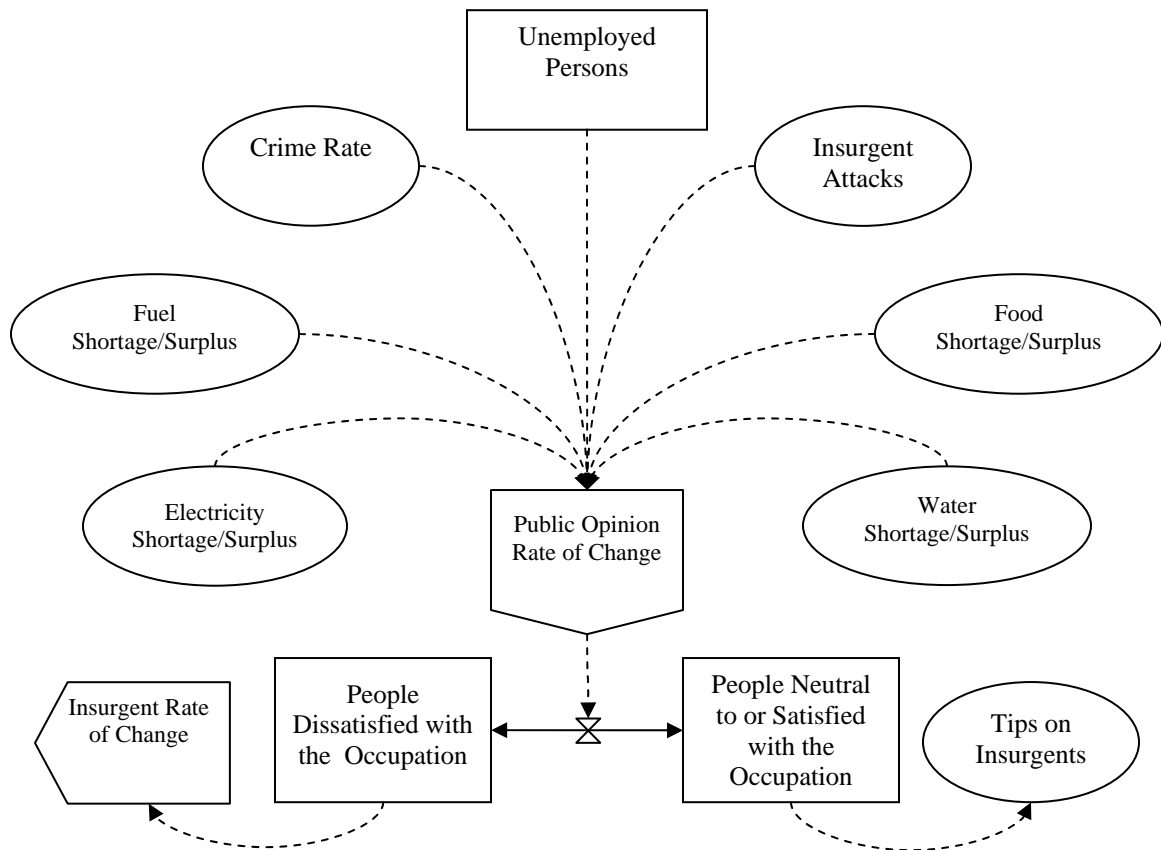 Unemployed
Persons
Crime Rate
Insurgent
Attacks
Fuel
Shortage/Surplus
Food
Shortage/Surplus
Electricity
Shortage/Surplus
Public Opinion
Rate of Change
Water
Shortage/Surplus
Insurgent Rate
of Change
People
Dissatisfied with
the Occupation
People Neutral
to or Satisfied
with the
Occupation
Tips on
Insurgents